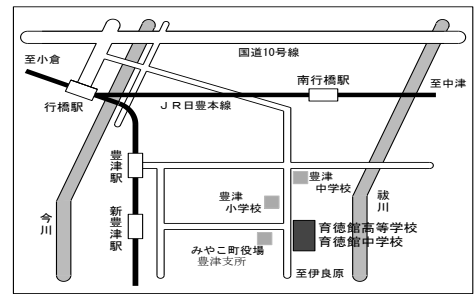 国道10号線
至小倉
南行橋駅
至中津
行橋駅
JR日豊本線
豊津駅
豊津
中学校
豊津
小学校
祓川
今川
新豊津駅
育徳館高等学校
育徳館中学校
みやこ町役場
豊津支所
至伊良原